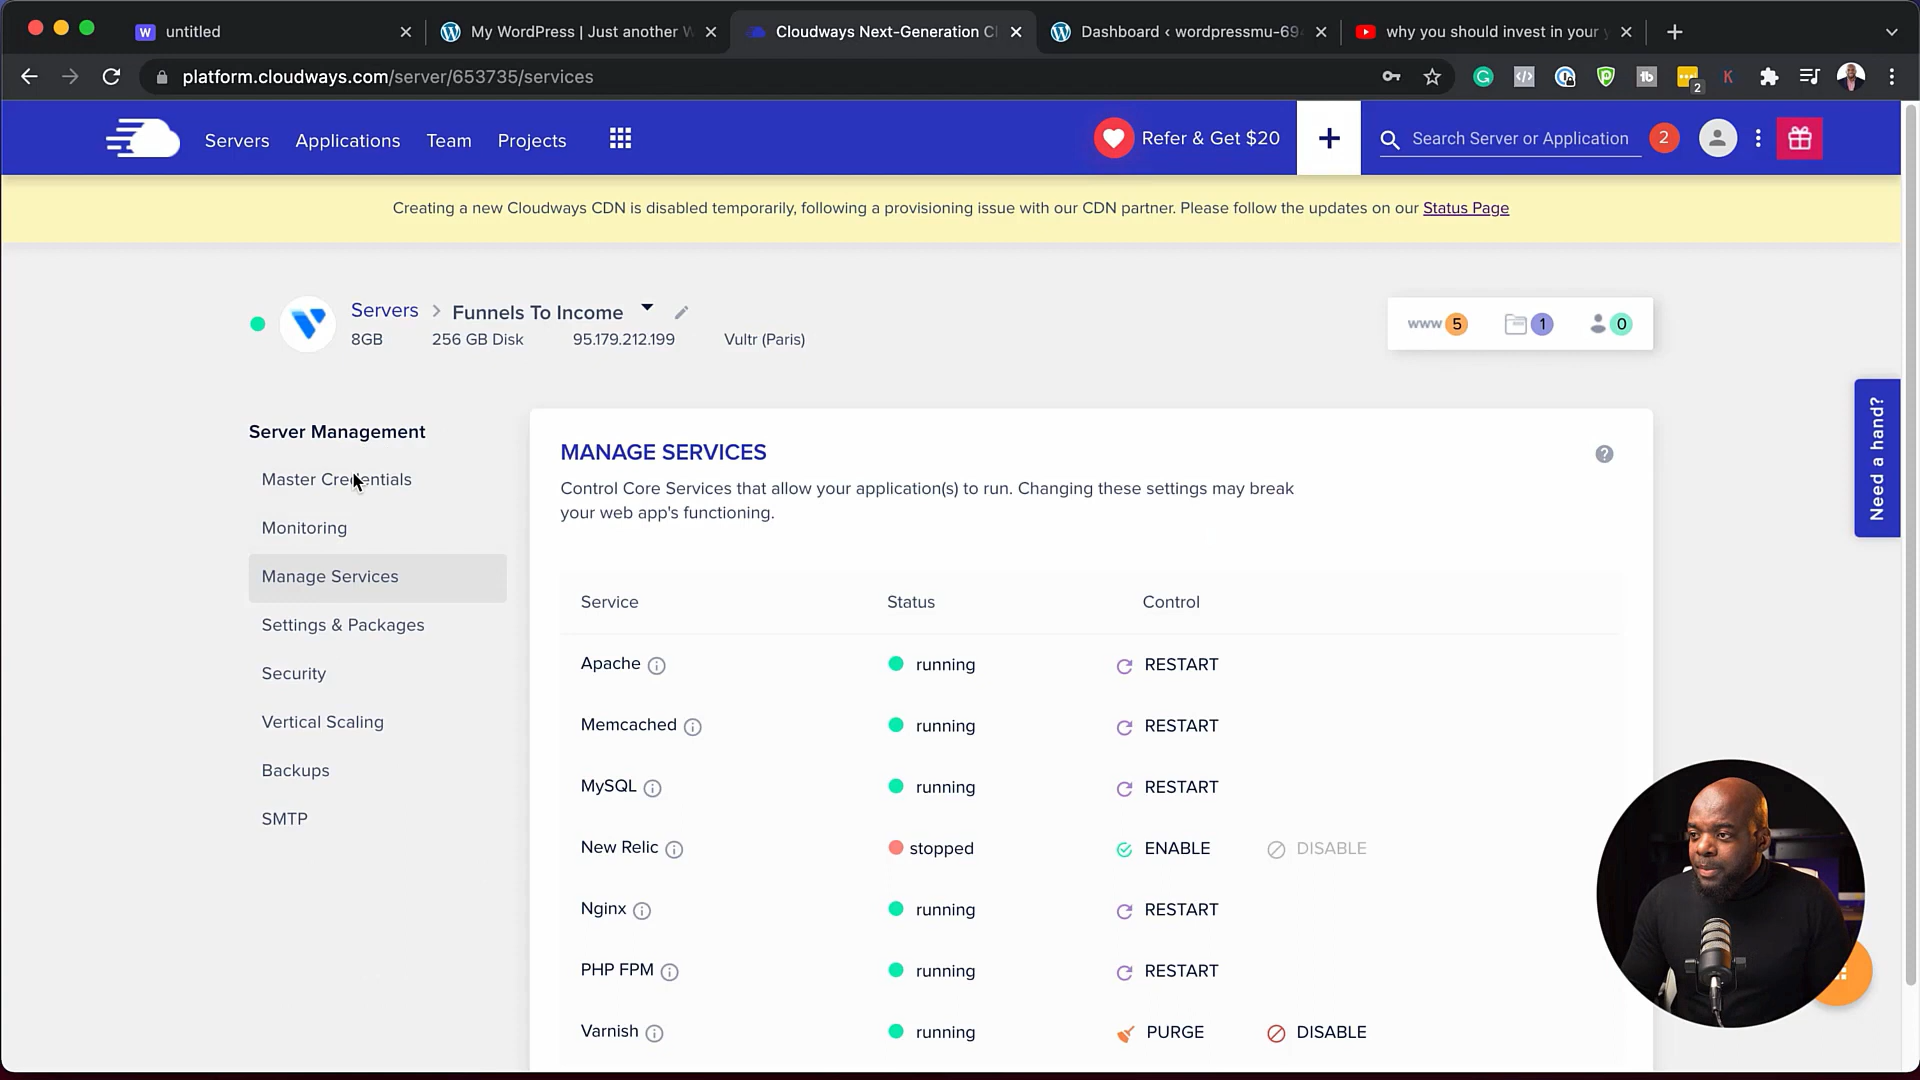 untitled
My WordPress | Just another W
Cloudways Next-Generation Cl
Dashboard ‹ wordpressmu-694
why you should invest in your y
platform.cloudways.com/server/653735/services
2
K
Servers
Applications
Team
Projects
Refer & Get $20
Search Server or Application
2
Creating a new Cloudways CDN is disabled temporarily, following a provisioning issue with our CDN partner. Please follow the updates on our Status Page
Servers > Funnels To Income
8GB
256 GB Disk
95.179.212.199
Vultr (Paris)
www 5
1
0
Need a hand?
Server Management
Master Credentials
Monitoring
Manage Services
Settings & Packages
Security
Vertical Scaling
Backups
SMTP
MANAGE SERVICES
Control Core Services that allow your application(s) to run. Changing these settings may break
your web app's functioning.
Service Status Control
Apache running RESTART
Memcached running RESTART
MySQL running RESTART
New Relic stopped ENABLE DISABLE
Nginx running RESTART
PHP FPM running RESTART
Varnish running PURGE DISABLE